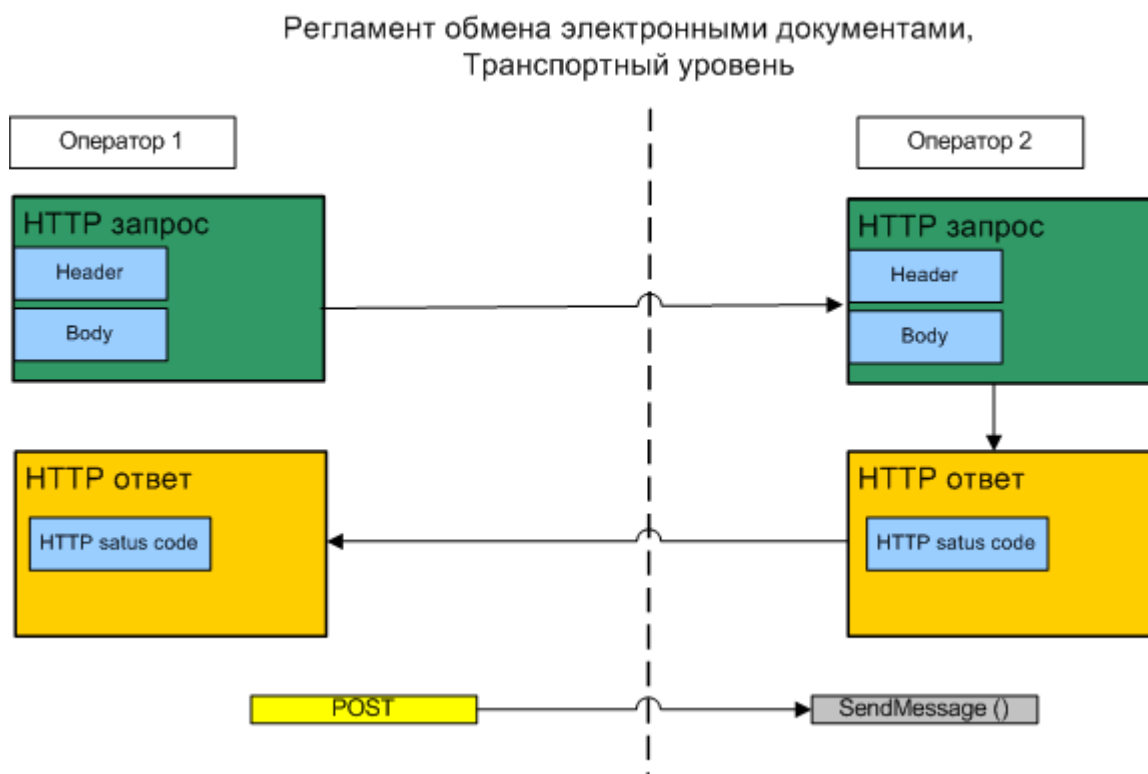 Регламент обмена электронными документами,
Транспортный уровень
Оператор 1
Оператор 2
HTTP запрос
Header
Body
HTTP запрос
Header
Body
HTTP ответ
HTTP satus code
HTTP ответ
HTTP satus code
POST
SendMessage ()